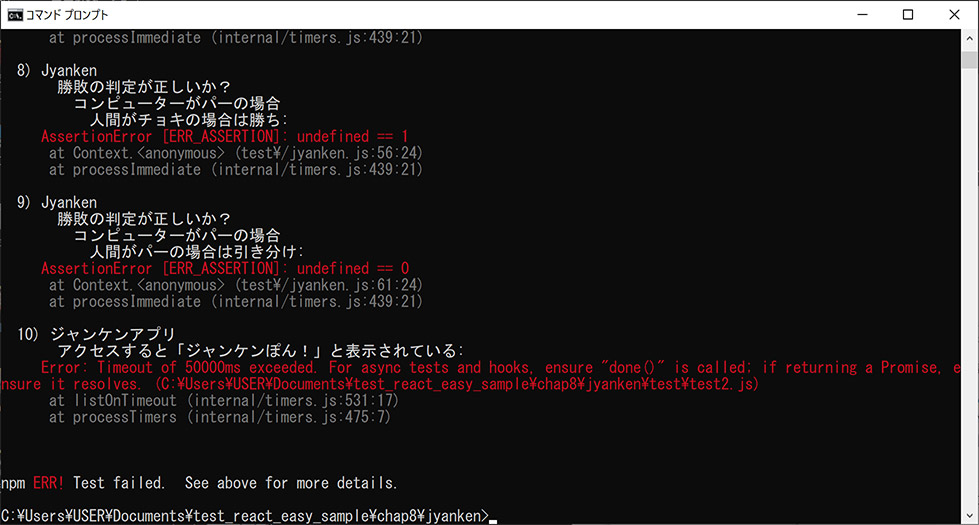 コマンド プロンプト
at processImmediate (internal/timers.js:439:21)
8) Jyanken
勝敗の判定が正しいか？
コンピューターがパーの場合
人間がチョキの場合は勝ち:
AssertionError [ERR_ASSERTION]: undefined == 1
at Context.<anonymous> (test¥/jyanken.js:56:24)
at processImmediate (internal/timers.js:439:21)
9) Jyanken
勝敗の判定が正しいか？
コンピューターがパーの場合
人間がパーの場合は引き分け:
AssertionError [ERR_ASSERTION]: undefined == 0
at Context.<anonymous> (test¥/jyanken.js:61:24)
at processImmediate (internal/timers.js:439:21)
10) ジャンケンアプリ
アクセスすると「ジャンケンぽん！」と表示されている:
Error: Timeout of 50000ms exceeded. For async tests and hooks, ensure "done()" is called; if returning a Promise, e
nsure it resolves. (C:¥Users¥USER¥Documents¥test_react_easy_sample¥chap8¥jyanken¥test¥test2.js)
at listOnTimeout (internal/timers.js:531:17)
at processTimers (internal/timers.js:475:7)
npm ERR! Test failed.  See above for more details.
C:¥Users¥USER¥Documents¥test_react_easy_sample¥chap8¥jyanken>